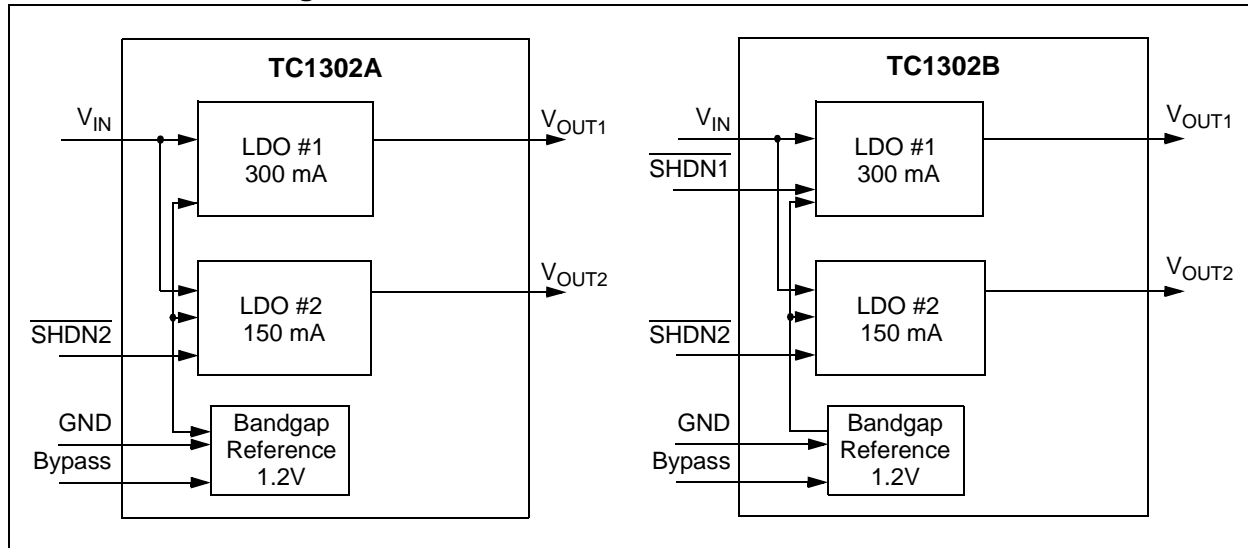 TC1302A
V_IN
LDO #1
300 mA
V_OUT1
LDO #2
150 mA
V_OUT2
SHDN2
GND
Bypass
Bandgap
Reference
1.2V
TC1302B
V_IN
SHDN1
LDO #1
300 mA
V_OUT1
LDO #2
150 mA
V_OUT2
SHDN2
GND
Bypass
Bandgap
Reference
1.2V